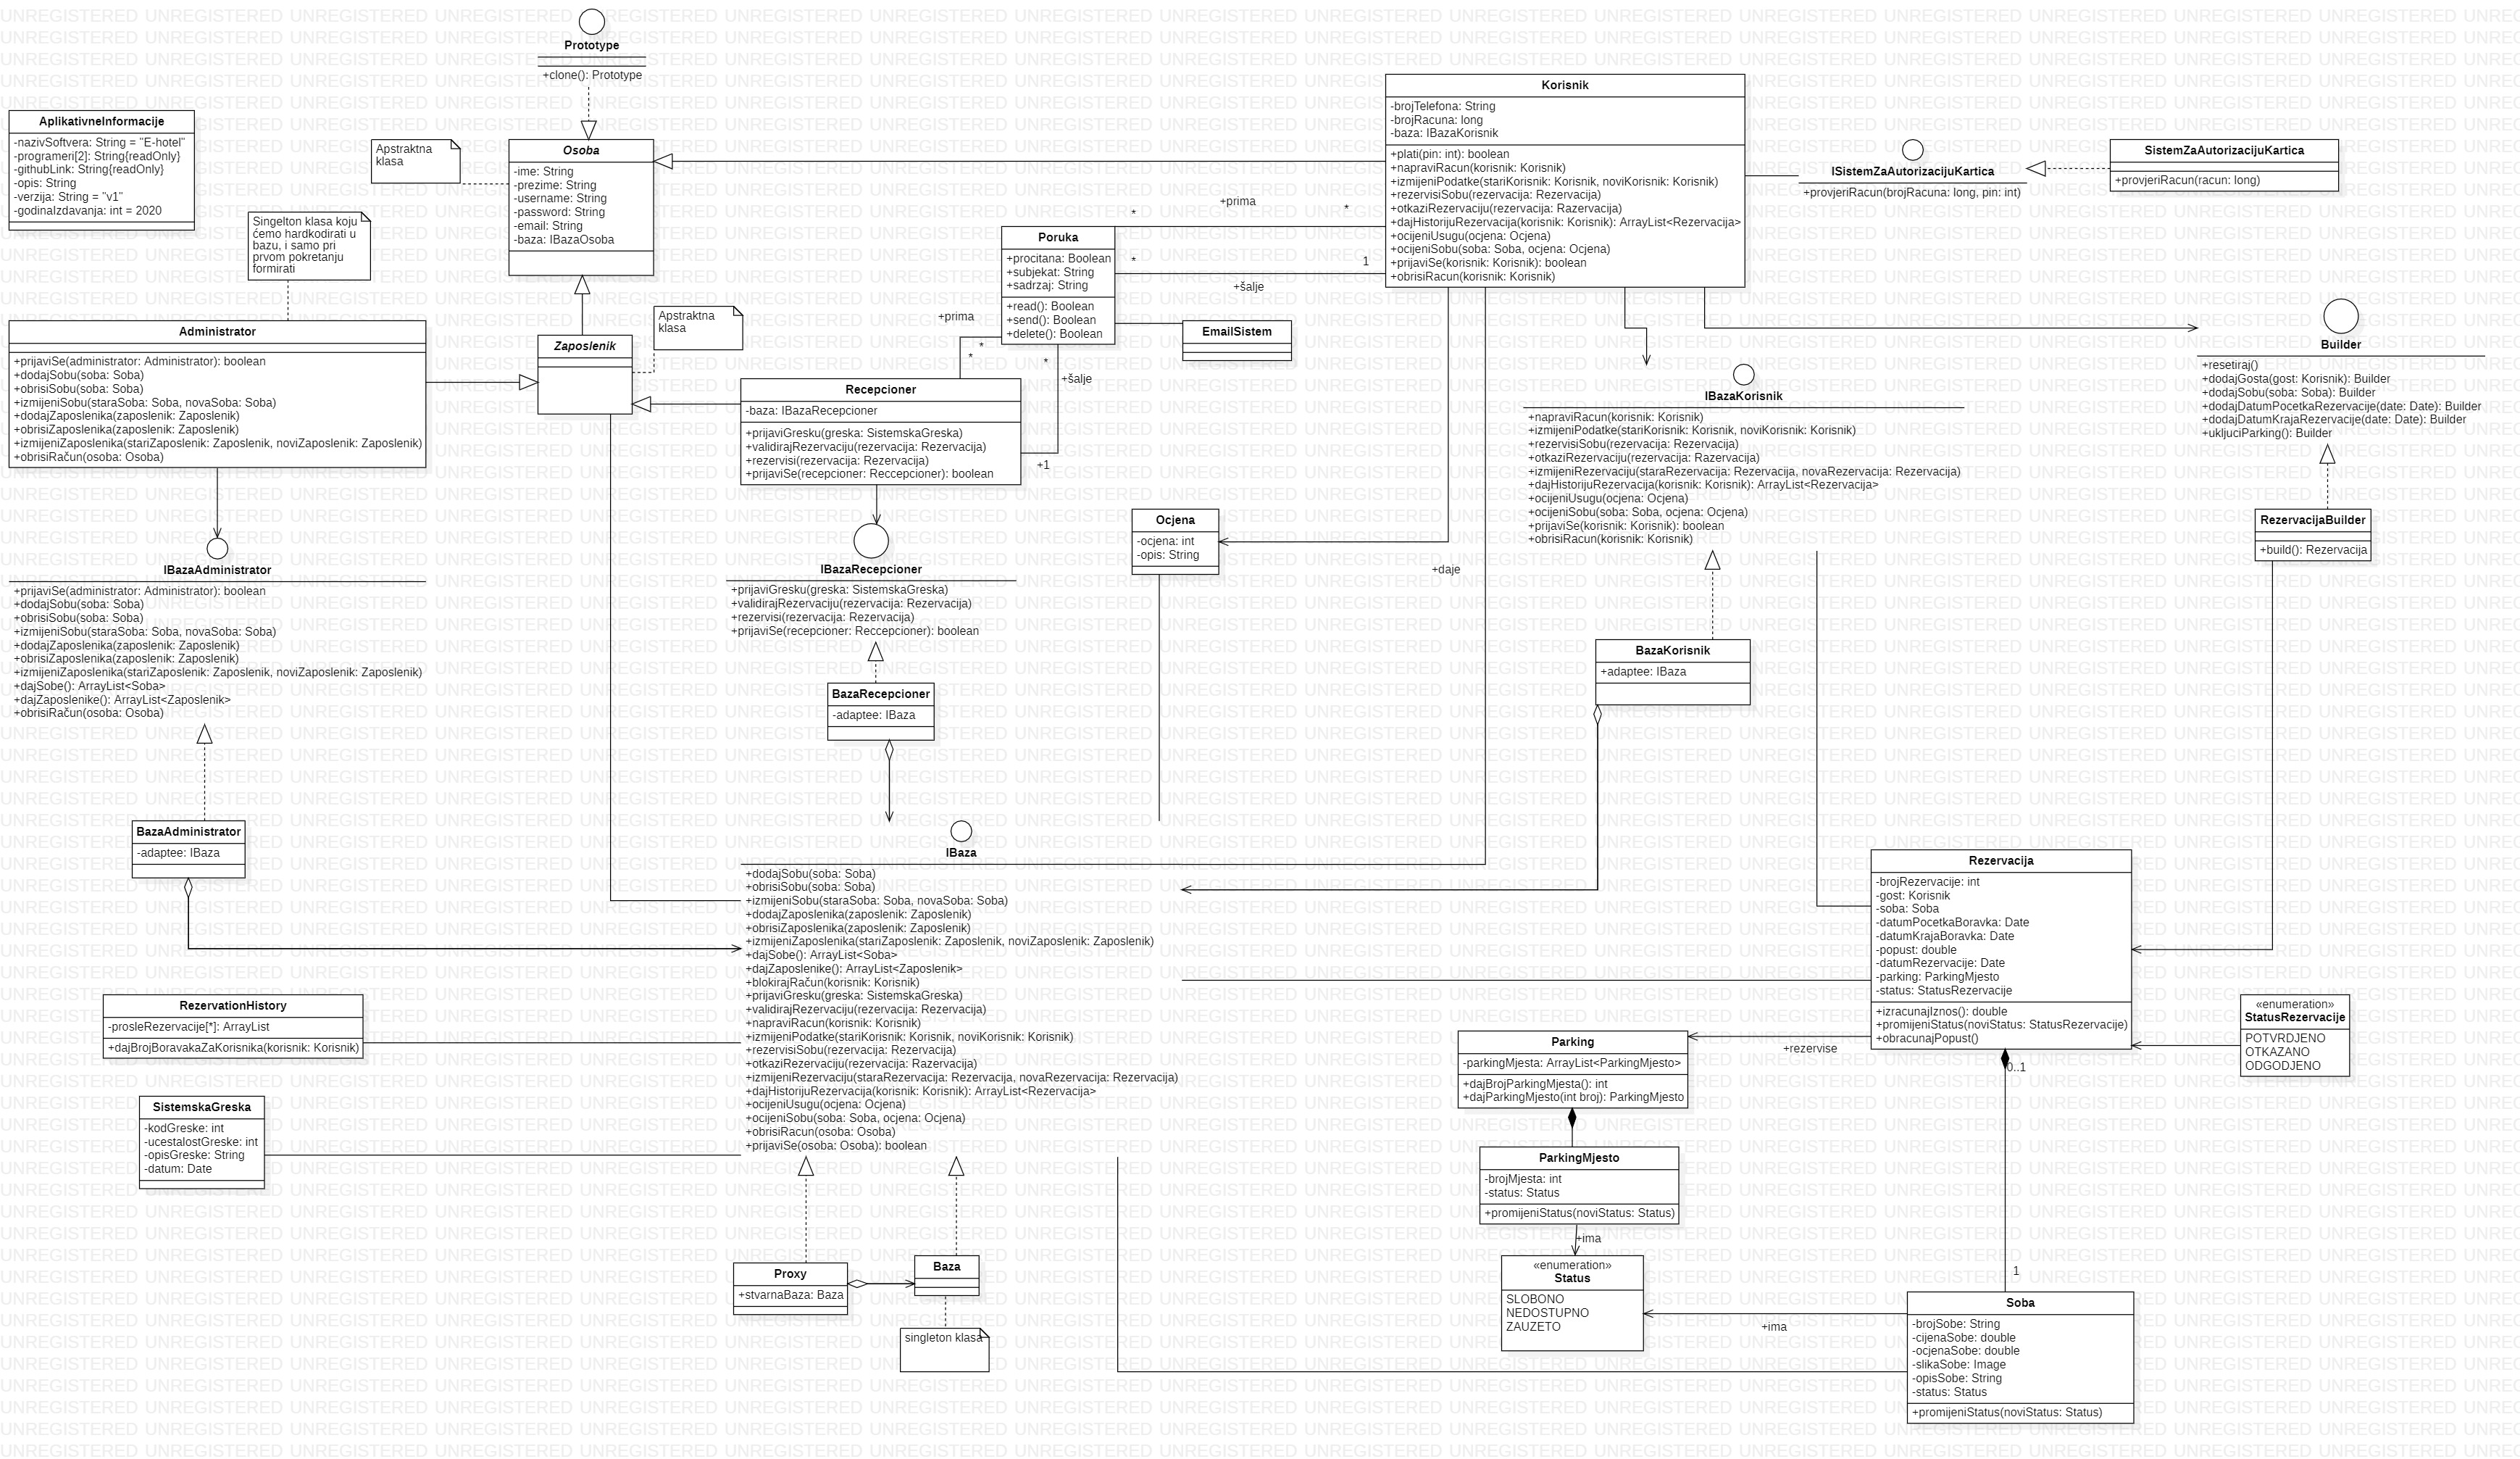 Prototype
+clone(): Prototype
AplikativneInformacije
-nazivSoftvera: String = "E-hotel"
-programeri[2]: String{readOnly}
-githubLink: String{readOnly}
-opis: String
-verzija: String = "v1"
-godinaIzdavanja: int = 2020
Apstraktna
klasa
Osoba
-ime: String
-prezime: String
-username: String
-password: String
-email: String
-baza: IBazaOsoba
Singelton klasa koju
ćemo hardkodirati u
bazu, i samo pri
prvom pokretanju
formirati
Korisnik
-brojTelefona: String
-brojRacuna: long
-baza: IBazaKorisnik
+plati(pin: int): boolean
+napraviRacun(korisnik: Korisnik)
+izmijeniPodatke(stariKorisnik: Korisnik, noviKorisnik: Korisnik)
+rezervisiSobu(rezervacija: Rezervacija)
+otkaziRezervaciju(rezervacija: Razervacija)
+dajHistorijuRezervacija(korisnik: Korisnik): ArrayList<Rezervacija>
+ocijeniUsugu(ocjena: Ocjena)
+ocijeniSobu(soba: Soba, ocjena: Ocjena)
+prijaviSe(korisnik: Korisnik): boolean
+obrisiRacun(korisnik: Korisnik)
ISistemZaAutorizacijuKartica
+provjeriRacun(brojRacuna: long, pin: int)
SistemZaAutorizacijuKartica
+provjeriRacun(racun: long)
+prima
*
*
Poruka
+procitana: Boolean
+subjekat: String
+sadrzaj: String
+read(): Boolean
+send(): Boolean
+delete(): Boolean
*
1
+šalje
EmailSistem
+prima
*
*
*
+šalje
+1
Administrator
+prijaviSe(administrator: Administrator): boolean
+dodajSobu(soba: Soba)
+obrisiSobu(soba: Soba)
+izmijeniSobu(staraSoba: Soba, novaSoba: Soba)
+dodajZaposlenika(zaposlenik: Zaposlenik)
+obrisiZaposlenika(zaposlenik: Zaposlenik)
+izmijeniZaposlenika(stariZaposlenik: Zaposlenik, noviZaposlenik: Zaposlenik)
+obrisiRačun(osoba: Osoba)
Zaposlenik
Apstraktna
klasa
Recepcioner
-baza: IBazaRecepcioner
+prijaviGresku(greska: SistemskaGreska)
+validirajRezervaciju(rezervacija: Rezervacija)
+rezervisi(rezervacija: Rezervacija)
+prijaviSe(recepcioner: Reccepcioner): boolean
Builder
+resetiraj()
+dodajGosta(gost: Korisnik): Builder
+dodajSobu(soba: Soba): Builder
+dodajDatumPocetkaRezervacije(date: Date): Builder
+dodajDatumKrajaRezervacije(date: Date): Builder
+ukljuciParking(): Builder
IBazaKorisnik
+napraviRacun(korisnik: Korisnik)
+izmijeniPodatke(stariKorisnik: Korisnik, noviKorisnik: Korisnik)
+rezervisiSobu(rezervacija: Rezervacija)
+otkaziRezervaciju(rezervacija: Razervacija)
+izmijeniRezervaciju(staraRezervacija: Rezervacija, novaRezervacija: Rezervacija)
+dajHistorijuRezervacija(korisnik: Korisnik): ArrayList<Rezervacija>
+ocijeniUsugu(ocjena: Ocjena)
+ocijeniSobu(soba: Soba, ocjena: Ocjena)
+prijaviSe(korisnik: Korisnik): boolean
+obrisiRacun(korisnik: Korisnik)
RezervacijaBuilder
+build(): Rezervacija
Ocjena
-ocjena: int
-opis: String
+daje
IBazaAdministrator
+prijaviSe(administrator: Administrator): boolean
+dodajSobu(soba: Soba)
+obrisiSobu(soba: Soba)
+izmijeniSobu(staraSoba: Soba, novaSoba: Soba)
+dodajZaposlenika(zaposlenik: Zaposlenik)
+obrisiZaposlenika(zaposlenik: Zaposlenik)
+izmijeniZaposlenika(stariZaposlenik: Zaposlenik, noviZaposlenik: Zaposlenik)
+dajSobe(): ArrayList<Soba>
+dajZaposlenike(): ArrayList<Zaposlenik>
+obrisiRačun(osoba: Osoba)
IBazaRecepcioner
+prijaviGresku(greska: SistemskaGreska)
+validirajRezervaciju(rezervacija: Rezervacija)
+rezervisi(rezervacija: Rezervacija)
+prijaviSe(recepcioner: Reccepcioner): boolean
BazaRecepcioner
-adaptee: IBaza
BazaKorisnik
+adaptee: IBaza
BazaAdministrator
-adaptee: IBaza
IBaza
+dodajSobu(soba: Soba)
+obrisiSobu(soba: Soba)
+izmijeniSobu(staraSoba: Soba, novaSoba: Soba)
+dodajZaposlenika(zaposlenik: Zaposlenik)
+obrisiZaposlenika(zaposlenik: Zaposlenik)
+izmijeniZaposlenika(stariZaposlenik: Zaposlenik, noviZaposlenik: Zaposlenik)
+dajSobe(): ArrayList<Soba>
+dajZaposlenike(): ArrayList<Zaposlenik>
+blokirajRačun(korisnik: Korisnik)
+prijaviGresku(greska: SistemskaGreska)
+validirajRezervaciju(rezervacija: Rezervacija)
+napraviRacun(korisnik: Korisnik)
+izmijeniPodatke(stariKorisnik: Korisnik, noviKorisnik: Korisnik)
+rezervisiSobu(rezervacija: Rezervacija)
+otkaziRezervaciju(rezervacija: Razervacija)
+izmijeniRezervaciju(staraRezervacija: Rezervacija, novaRezervacija: Rezervacija)
+dajHistorijuRezervacija(korisnik: Korisnik): ArrayList<Rezervacija>
+ocijeniUsugu(ocjena: Ocjena)
+ocijeniSobu(soba: Soba, ocjena: Ocjena)
+obrisiRacun(osoba: Osoba)
+prijaviSe(osoba: Osoba): boolean
Rezervacija
-brojRezervacije: int
-gost: Korisnik
-soba: Soba
-datumPocetkaBoravka: Date
-datumKrajaBoravka: Date
-popust: double
-datumRezervacije: Date
-parking: ParkingMjesto
-status: StatusRezervacije
+izracunajIznos(): double
+promijeniStatus(noviStatus: StatusRezervacije)
+obracunajPopust()
«enumeration»
StatusRezervacije
POTVRDJENO
OTKAZANO
ODGODJENO
RezervationHistory
-prosleRezervacije[*]: ArrayList
+dajBrojBoravakaZaKorisnika(korisnik: Korisnik)
SistemskaGreska
-kodGreske: int
-ucestalostGreske: int
-opisGreske: String
-datum: Date
Parking
-parkingMjesta: ArrayList<ParkingMjesto>
+dajBrojParkingMjesta(): int
+dajParkingMjesto(int broj): ParkingMjesto
+rezervise
0..1
ParkingMjesto
-brojMjesta: int
-status: Status
+promijeniStatus(noviStatus: Status)
+ima
«enumeration»
Status
SLOBONO
NEDOSTUPNO
ZAUZETO
+ima
1
Soba
-brojSobe: String
-cijenaSobe: double
-ocjenaSobe: double
-slikaSobe: Image
-opisSobe: String
-status: Status
+promijeniStatus(noviStatus: Status)
Proxy
+stvarnaBaza: Baza
Baza
singleton klasa